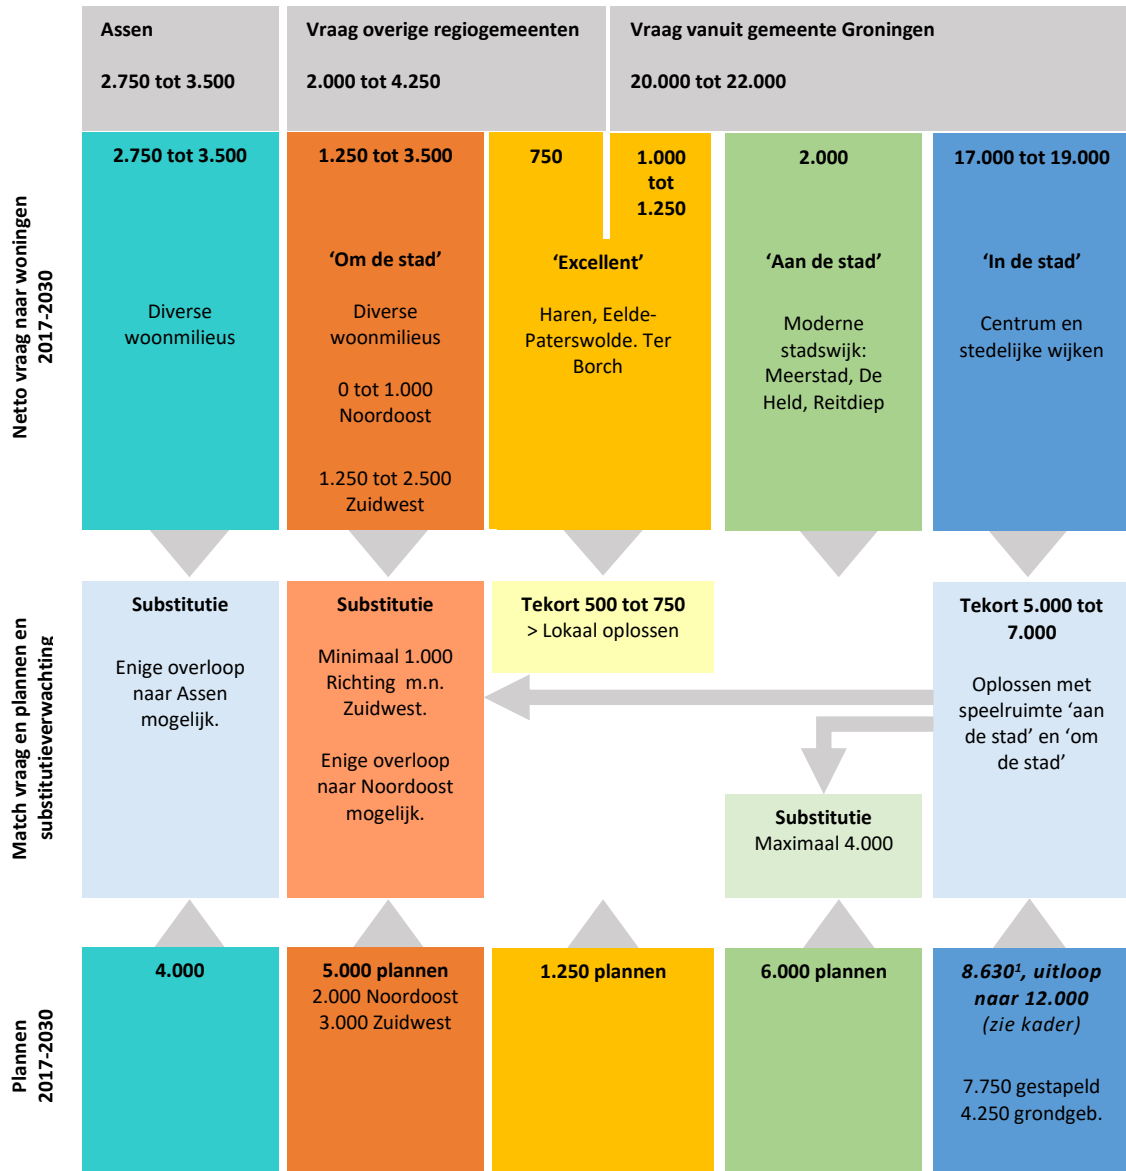 Assen
2.750 tot 3.500
Vraag overige regiogemeenten
2.000 tot 4.250
Vraag vanuit gemeente Groningen
20.000 tot 22.000
Netto vraag naar woningen
2017-2030
2.750 tot 3.500
Diverse
woonmilieus
1.250 tot 3.500
‘Om de stad’
Diverse
woonmilieus
0 tot 1.000
Noordoost
1.250 tot 2.500
Zuidwest
750
1.000
tot
1.250
‘Excellent’
Haren, Eelde-
Paterswolde. Ter
Borch
2.000
‘Aan de stad’
Moderne
stadswijk:
Meerstad, De
Held, Reitdiep
17.000 tot 19.000
‘In de stad’
Centrum en
stedelijke wijken
Match vraag en plannen en
substitutieverwachting
Substitutie
Enige overloop
naar Assen
mogelijk.
Substitutie
Minimaal 1.000
Richting m.n.
Zuidwest.
Enige overloop
naar Noordoost
mogelijk.
Tekort 500 tot 750
> Lokaal oplossen
Substitutie
Maximaal 4.000
Tekort 5.000 tot
7.000
Oplossen met
speelruimte ‘aan
de stad’ en ‘om
de stad’
Plannen
2017-2030
4.000
5.000 plannen
2.000 Noordoost
3.000 Zuidwest
1.250 plannen
6.000 plannen
8.630¹, uitloop
naar 12.000
(zie kader)
7.750 gestapeld
4.250 grondgeb.